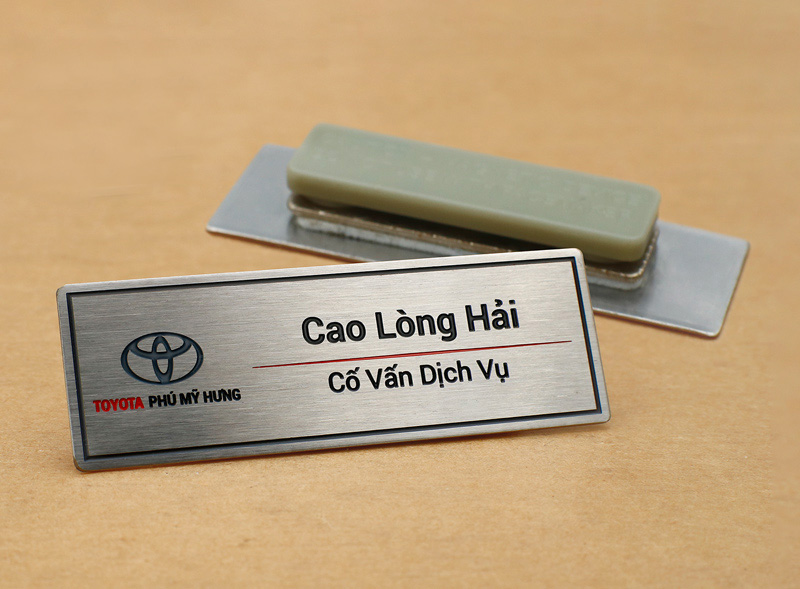 Cao Lòng Hải
Cố Vấn Dịch Vụ
TOYOTA PHÚ MỸ HƯNG